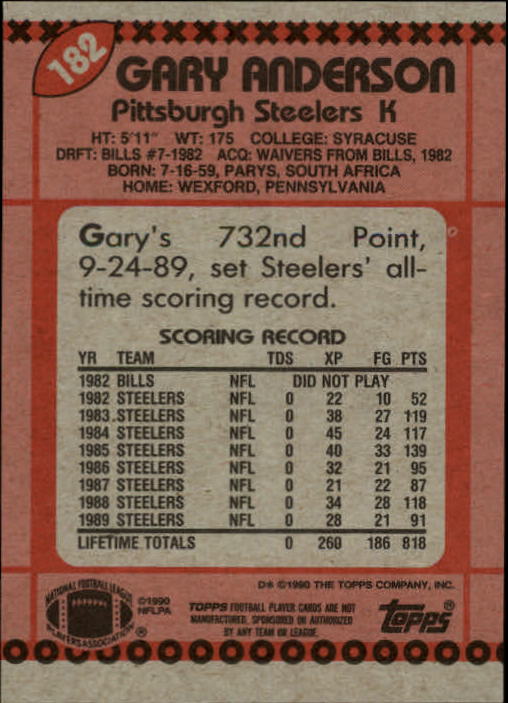 182
GARY ANDERSON
Pittsburgh Steelers K
HT: 5'11" WT: 175 COLLEGE: SYRACUSE
DRFT: BILLS #7-1982 ACQ: WAIVERS FROM BILLS, 1982
BORN: 7-16-59, PARYS, SOUTH AFRICA
HOME: WEXFORD, PENNSYLVANIA
Gary's 732nd Point,
9-24-89, set Steelers' all-
time scoring record.
SCORING RECORD
YR TEAM TDS XP FG PTS
1982 BILLS NFL DID NOT PLAY
1982 STEELERS NFL 0 22 10 52
1983 STEELERS NFL 0 38 27 119
1984 STEELERS NFL 0 45 24 117
1985 STEELERS NFL 0 40 33 139
1986 STEELERS NFL 0 32 21 95
1987 STEELERS NFL 0 21 22 87
1988 STEELERS NFL 0 34 28 118
1989 STEELERS NFL 0 28 21 91
LIFETIME TOTALS 0 260 186 818
D* ©1990 THE TOPPS COMPANY, INC.
NATIONAL FOOTBALL LEAGUE
PLAYERS ASSOCIATION ®
©1990
NFLPA
TOPPS FOOTBALL PLAYER CARDS ARE NOT
MANUFACTURED, SPONSORED OR AUTHORIZED
BY ANY TEAM OR LEAGUE.
topps®